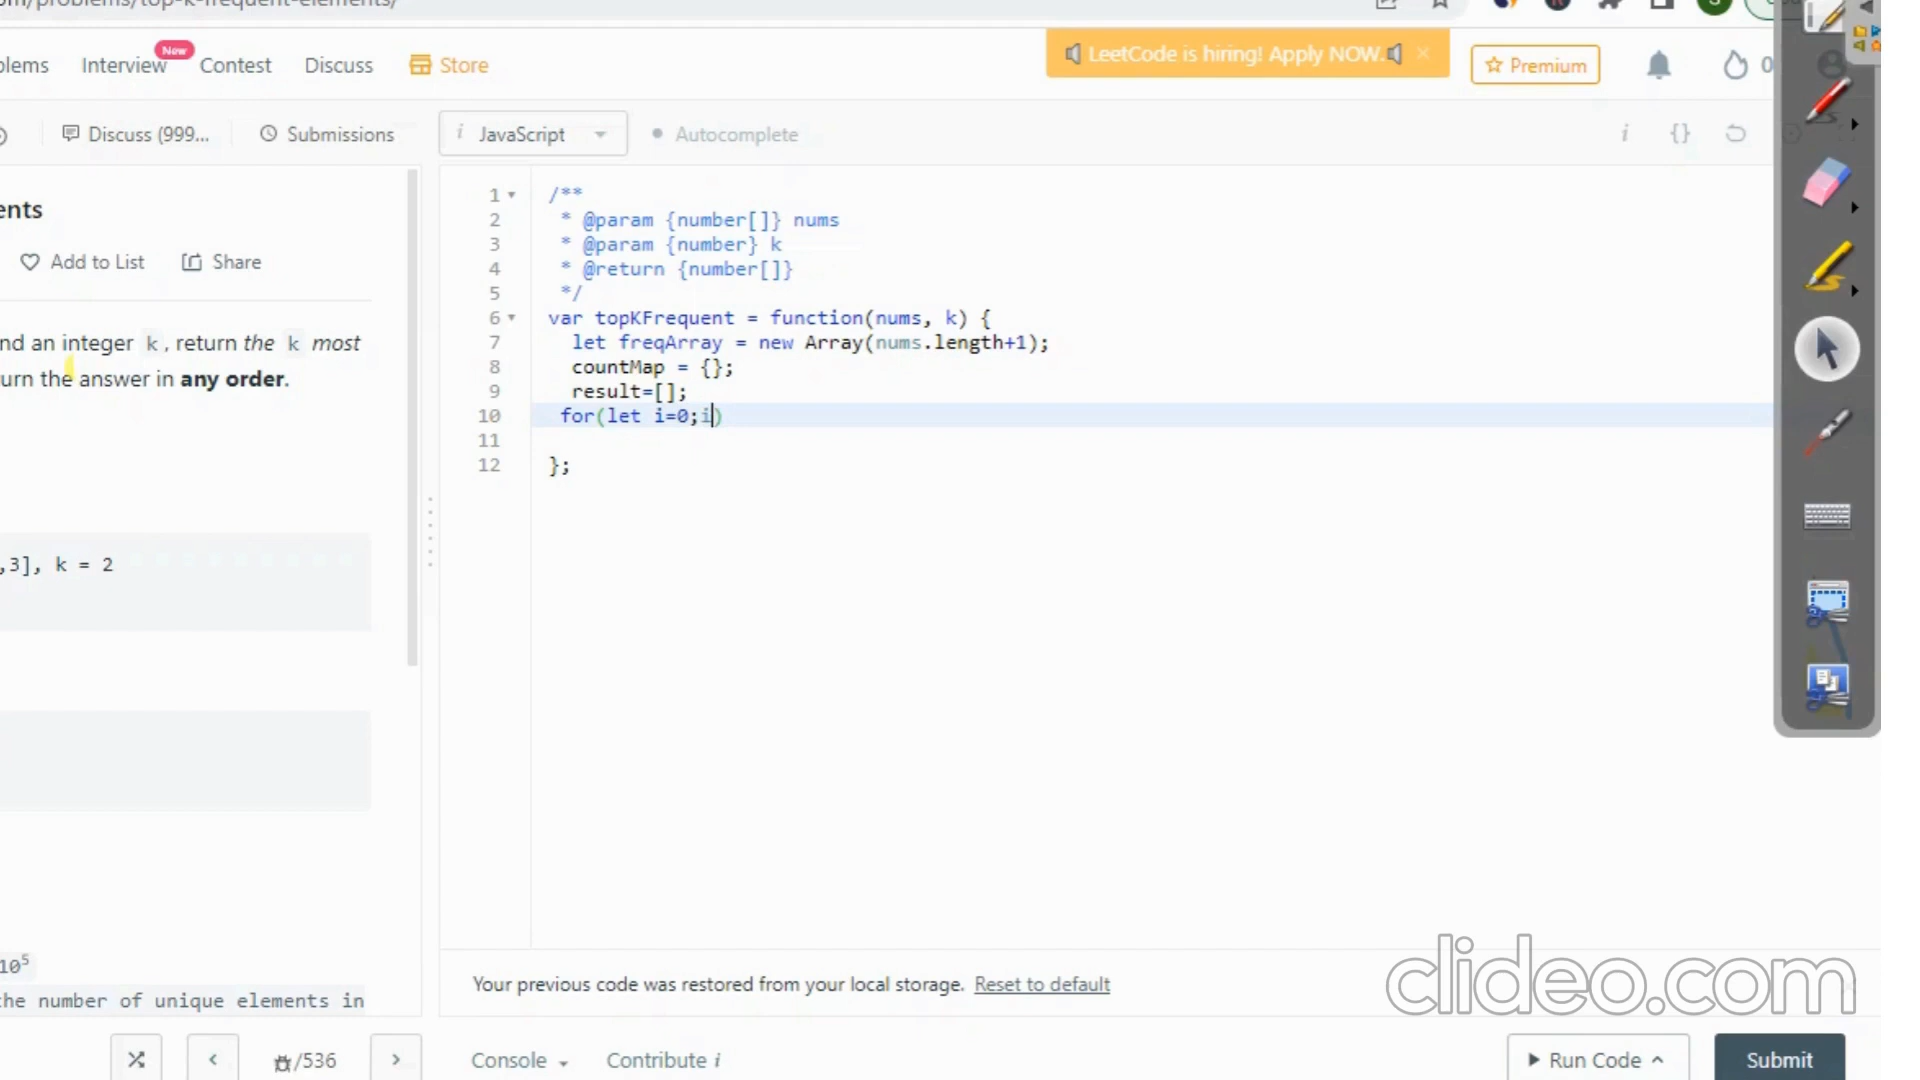 om/problems/top-k-frequent-elements/
blems Interview New Contest Discuss Store LeetCode is hiring! Apply NOW. × Premium 0
Discuss (999... Submissions i JavaScript Autocomplete i {}
ents
Add to List Share
nd an integer k, return the k most
urn the answer in any order.
,3], k = 2
10⁵
the number of unique elements in
1 /**
2 * @param {number[]} nums
3 * @param {number} k
4 * @return {number[]}
5 */
6 var topKFrequent = function(nums, k) {
7 let freqArray = new Array(nums.length+1);
8 countMap = {};
9 result=[];
10 for(let i=0;i)
11
12 };
Your previous code was restored from your local storage. Reset to default
/536 Console Contribute i Run Code Submit
clideo.com